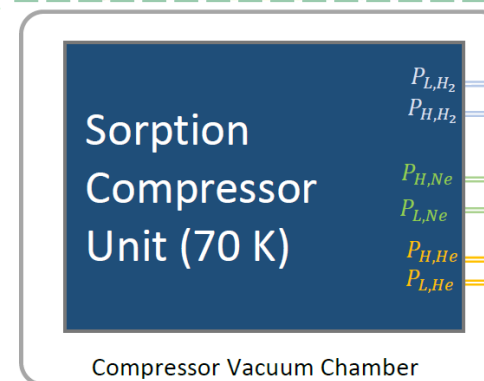 Sorption
Compressor
Unit (70 K)
P_{L,H_2}
P_{H,H_2}
P_{H,Ne}
P_{L,Ne}
P_{H,He}
P_{L,He}
Compressor Vacuum Chamber